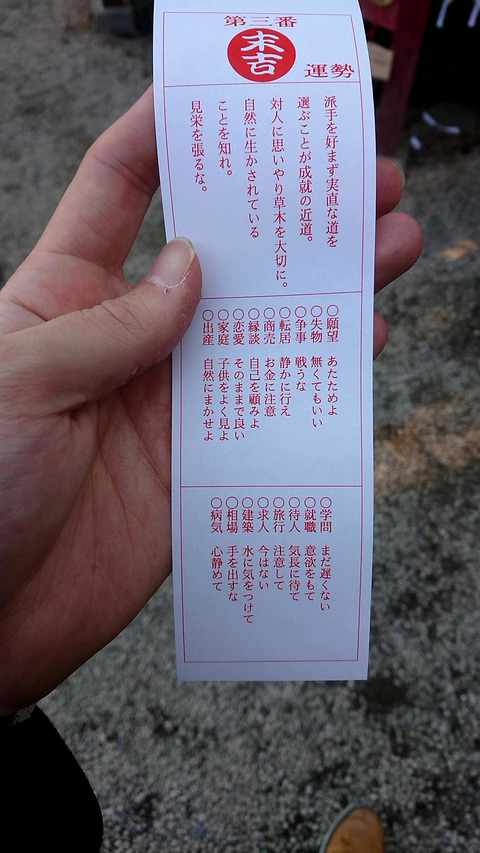 第三番
末吉
運勢
派手を好まず実直な道を
選ぶことが成就の近道。
対人に思いやり草木を大切に。
自然に生かされている
ことを知れ。
見栄を張るな。
○願望 あたためよ
○失物 無くてもいい
○争事 戦うな
○転居 静かに行え
○商売 お金に注意
○縁談 自己を顧みよ
○恋愛 そのままで良い
○家庭 子供をよく見よ
○出産 自然にまかせよ
○学問 まだ遅くない
○就職 意欲をもて
○待人 気長に待て
○旅行 注意して
○求人 今はない
○建築 水に気をつけて
○相場 手を出すな
○病気 心静めて